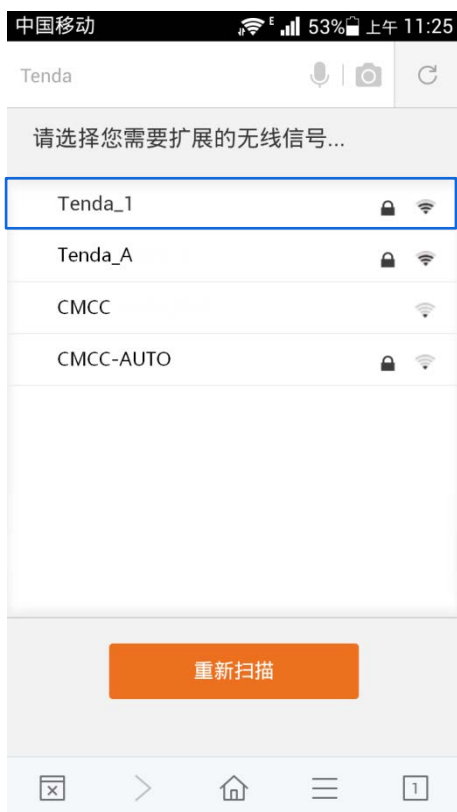 中国移动 E 53% 上午 11:25
Tenda
请选择您需要扩展的无线信号...
Tenda_1
Tenda_A
CMCC
CMCC-AUTO
重新扫描
1